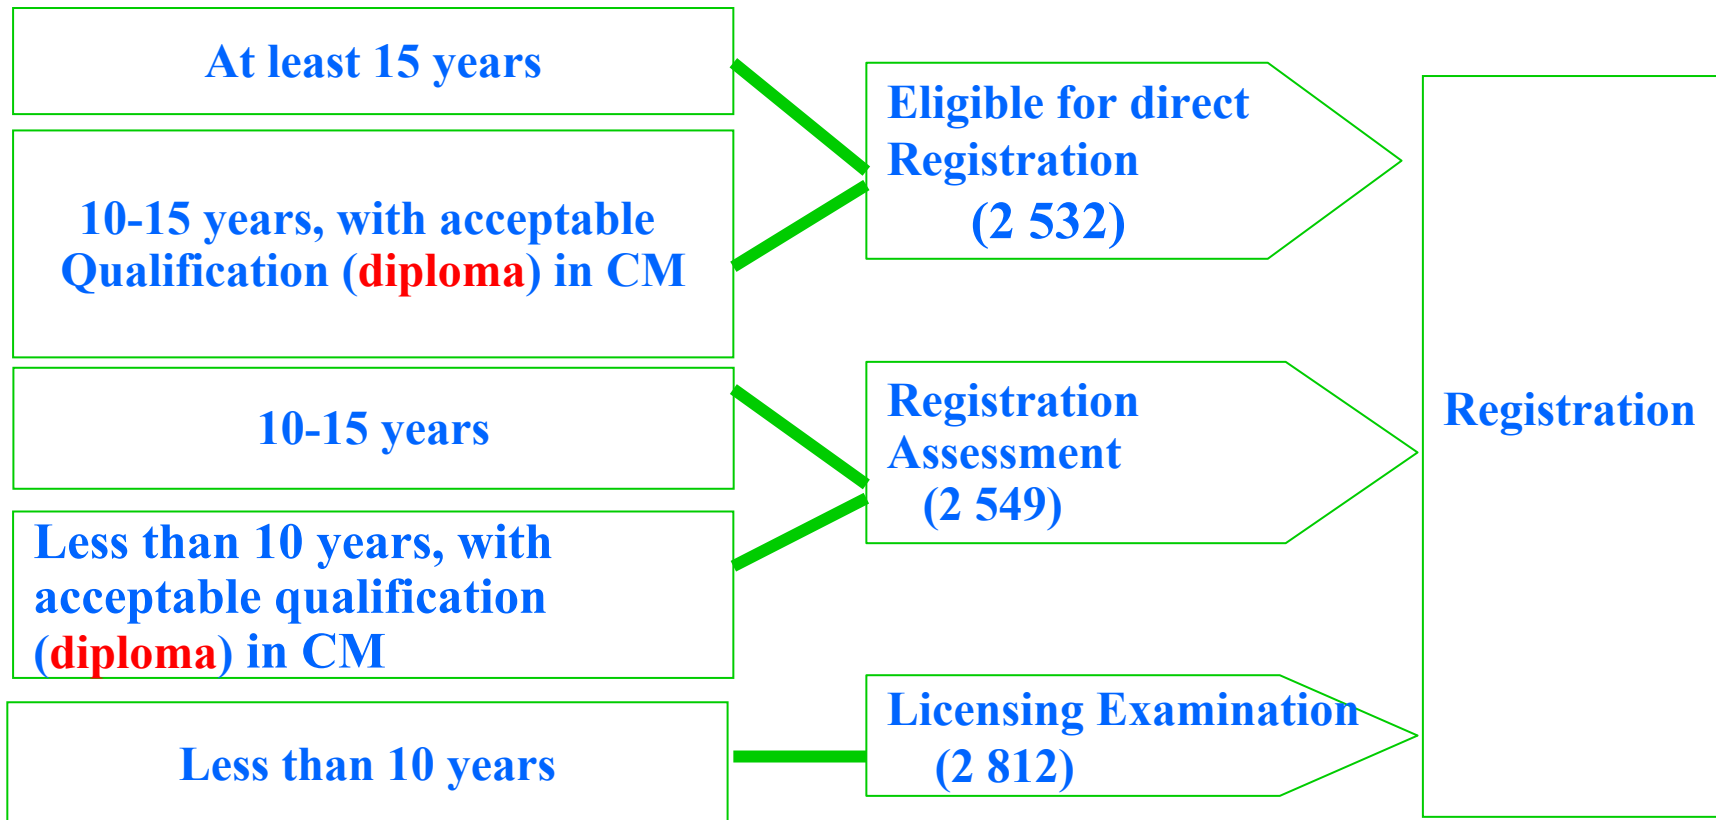 At least 15 years
10-15 years, with acceptable
Qualification (diploma) in CM
10-15 years
Less than 10 years, with
acceptable qualification
(diploma) in CM
Less than 10 years
Eligible for direct
Registration
(2 532)
Registration
Assessment
(2 549)
Licensing Examination
(2 812)
Registration